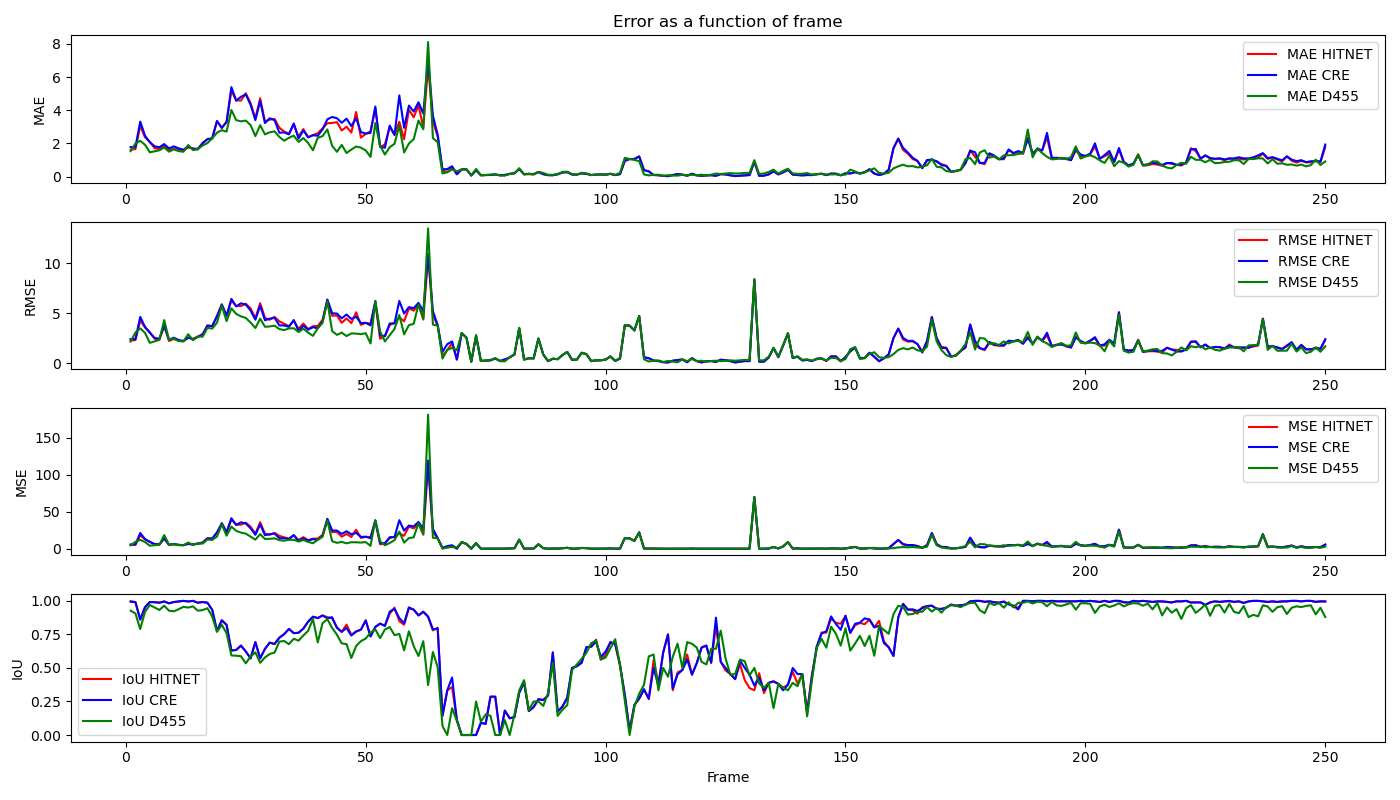 Error as a function of frame
MAE
8
6
4
2
0
0 50 100 150 200 250
MAE HITNET
MAE CRE
MAE D455
RMSE
10
5
0
0 50 100 150 200 250
RMSE HITNET
RMSE CRE
RMSE D455
MSE
150
100
50
0
0 50 100 150 200 250
MSE HITNET
MSE CRE
MSE D455
IoU
1.00
0.75
0.50
0.25
0.00
IoU HITNET
IoU CRE
IoU D455
0 50 100 150 200 250
Frame